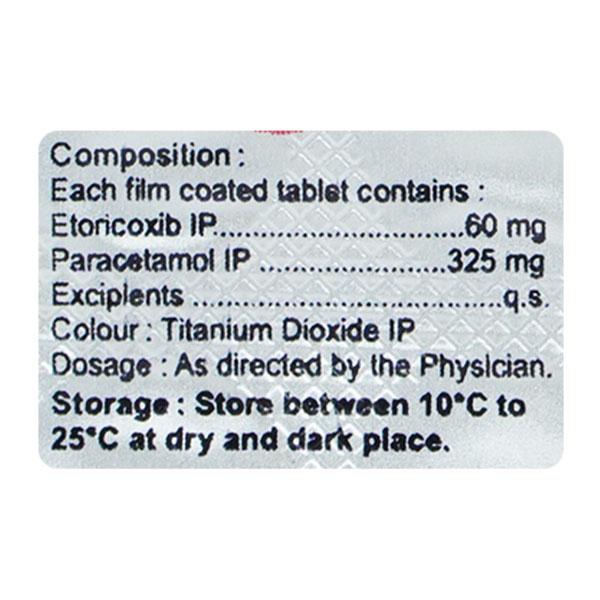 Composition :
Each film coated tablet contains :
Etoricoxib IP..............................60 mg
Paracetamol IP .......................325 mg
Excipients .......................................q.s.
Colour : Titanium Dioxide IP
Dosage : As directed by the Physician.
Storage : Store between 10°C to
25°C at dry and dark place.